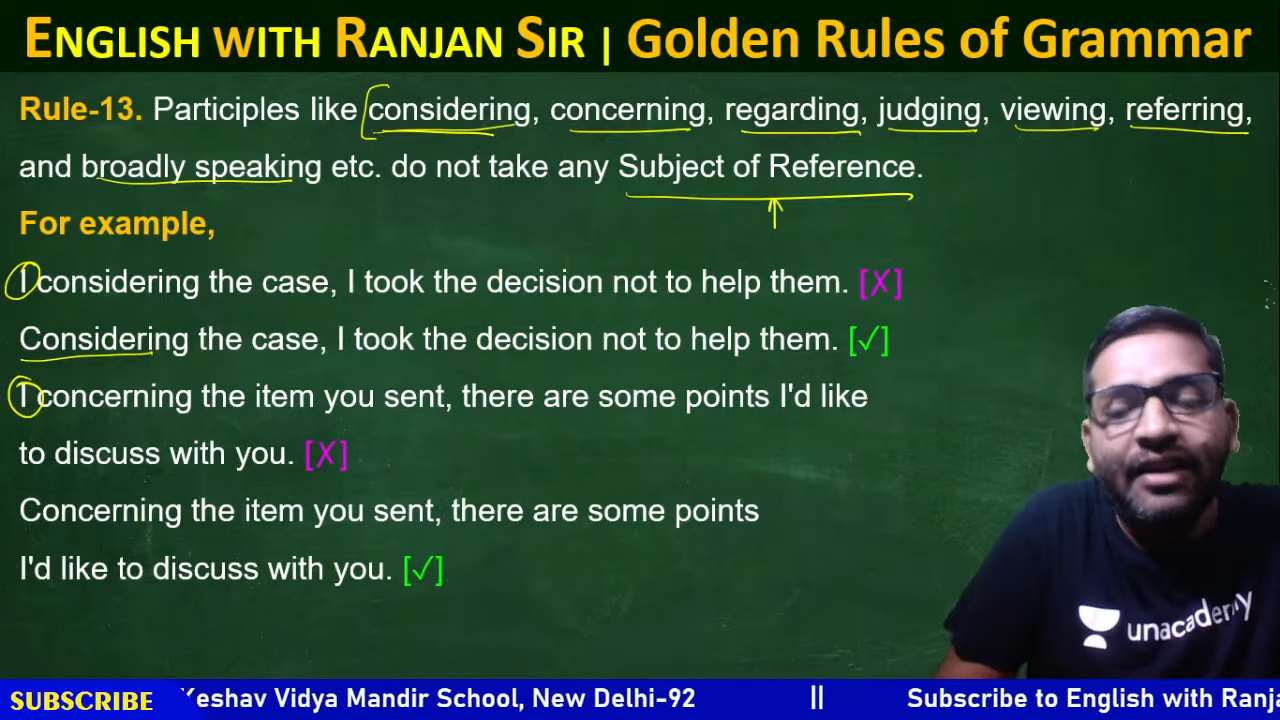 ENGLISH WITH RANJAN SIR | Golden Rules of Grammar
Rule-13. Participles like considering, concerning, regarding, judging, viewing, referring,
and broadly speaking etc. do not take any Subject of Reference.
For example,
I considering the case, I took the decision not to help them. [X]
Considering the case, I took the decision not to help them. [✓]
I concerning the item you sent, there are some points I'd like
to discuss with you. [X]
Concerning the item you sent, there are some points
I'd like to discuss with you. [✓]
unacademy
SUBSCRIBE Keshav Vidya Mandir School, New Delhi-92 || Subscribe to English with Ranja